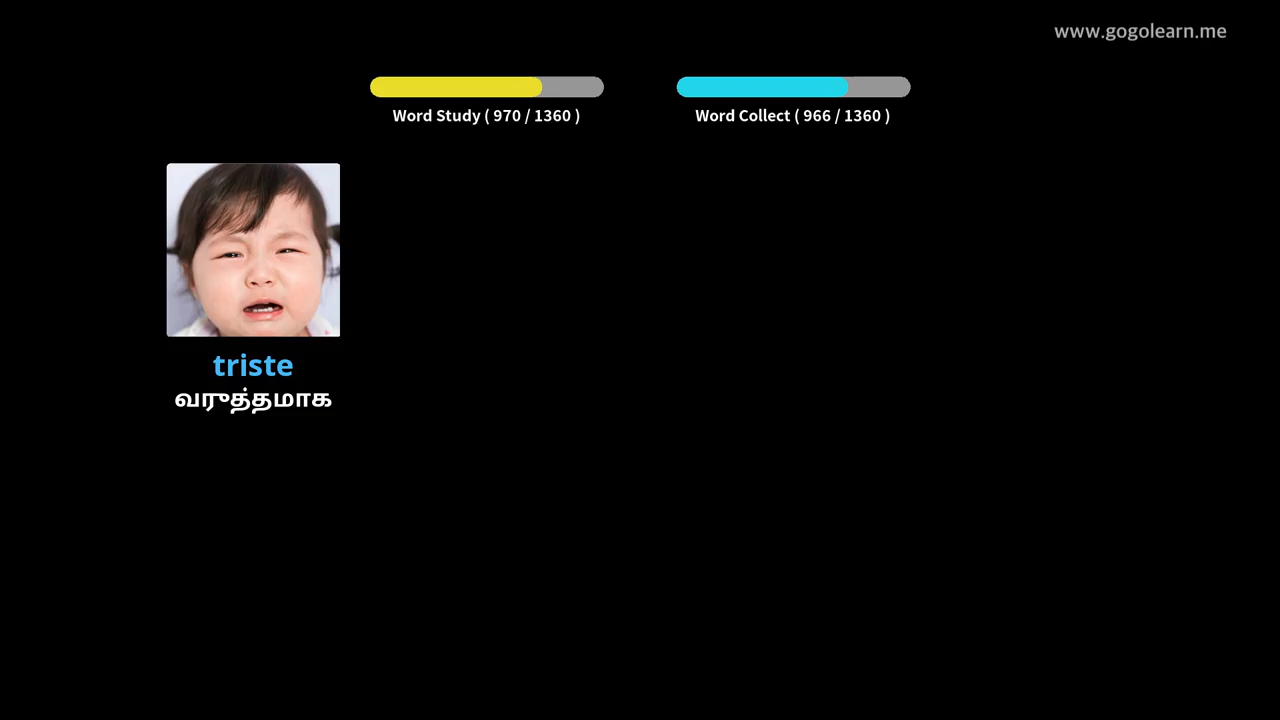 www.gogolearn.me
Word Study ( 970 / 1360 )
Word Collect ( 966 / 1360 )
triste
வருத்தமாக